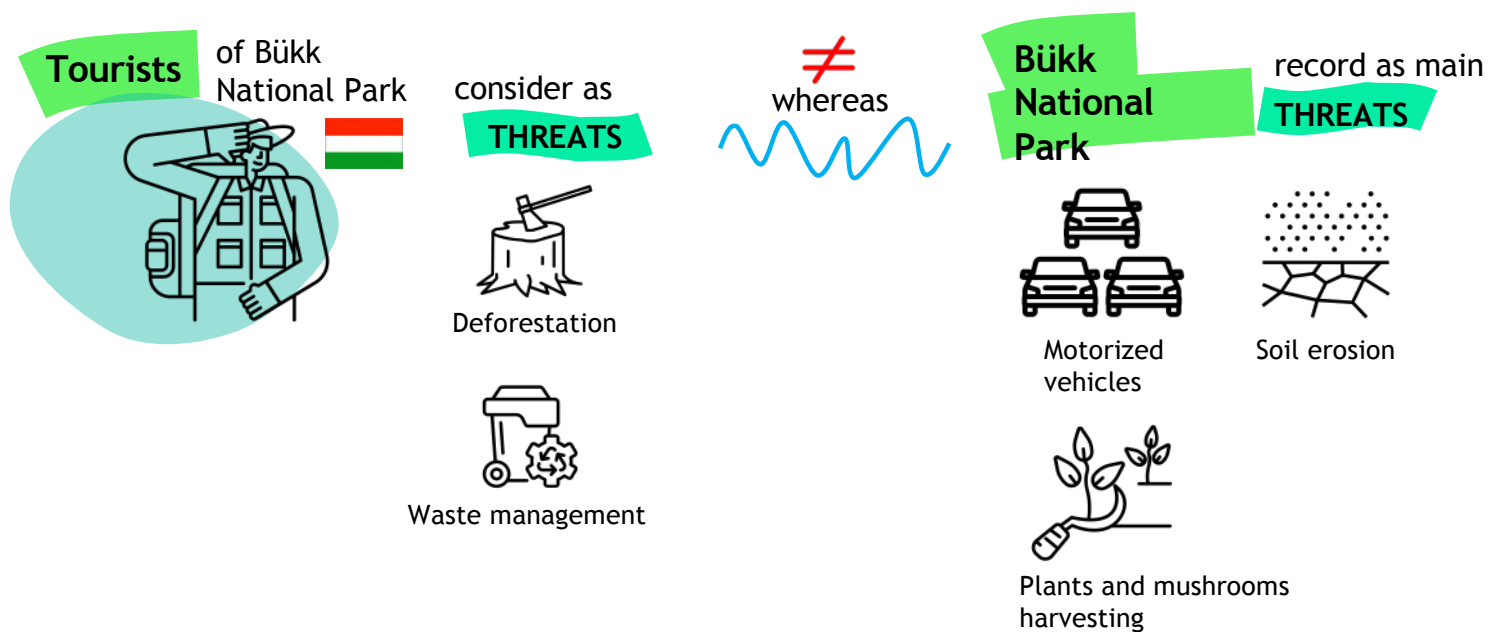 Tourists
of Bükk
National Park
consider as
THREATS
Deforestation
Waste management
≠
whereas
Bükk
National
Park
record as main
THREATS
Motorized
vehicles
Soil erosion
Plants and mushrooms
harvesting